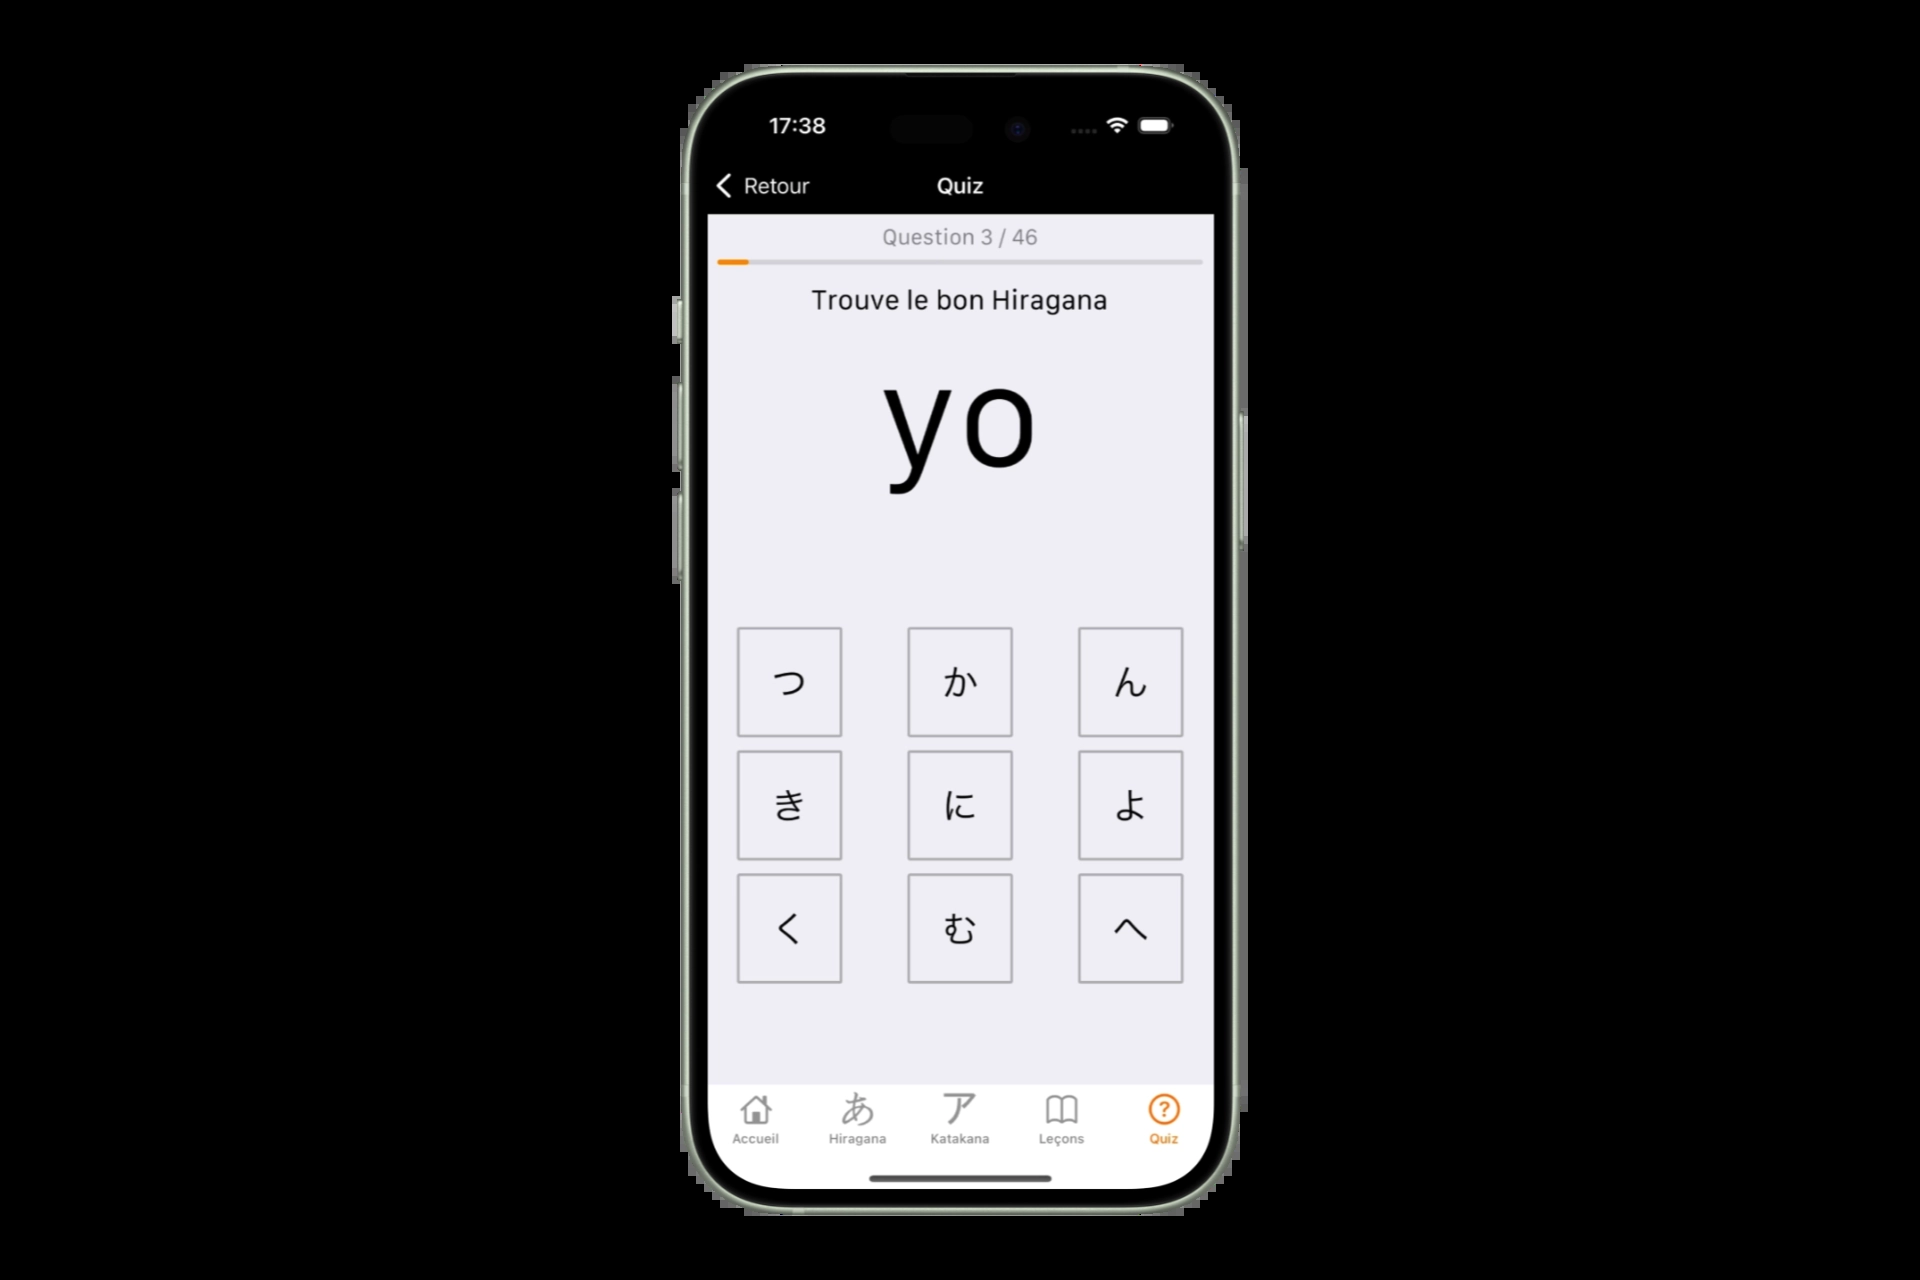 17:38
Retour
Quiz
Question 3 / 46
Trouve le bon Hiragana
yo
つ か ん
き に よ
く む へ
あ ア ?
Accueil Hiragana Katakana Leçons Quiz